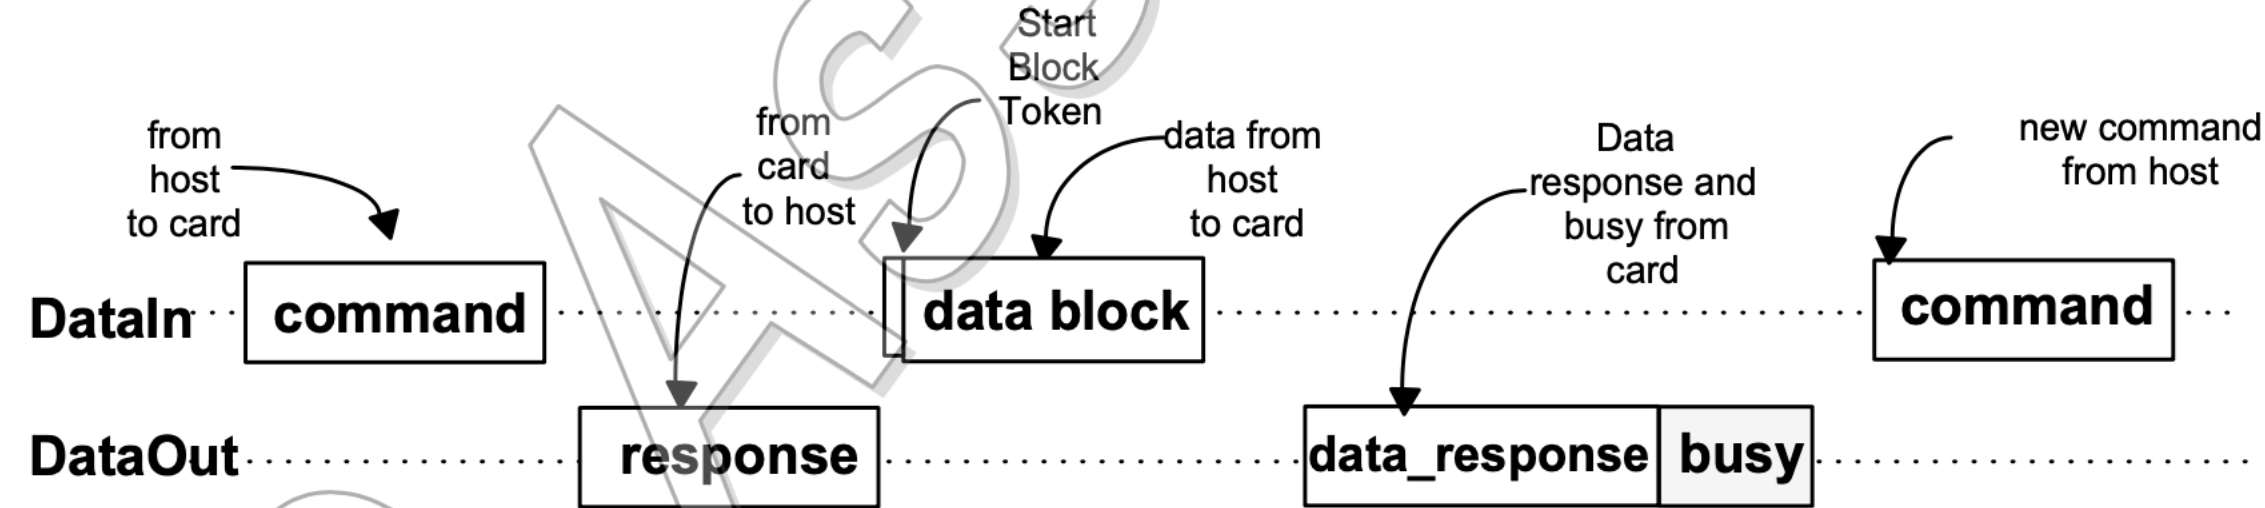 Start
Block
Token
from
host
to card
from
card
to host
data from
host
to card
Data
response and
busy from
card
new command
from host
DataIn
command
data block
command
DataOut
response
data_response
busy